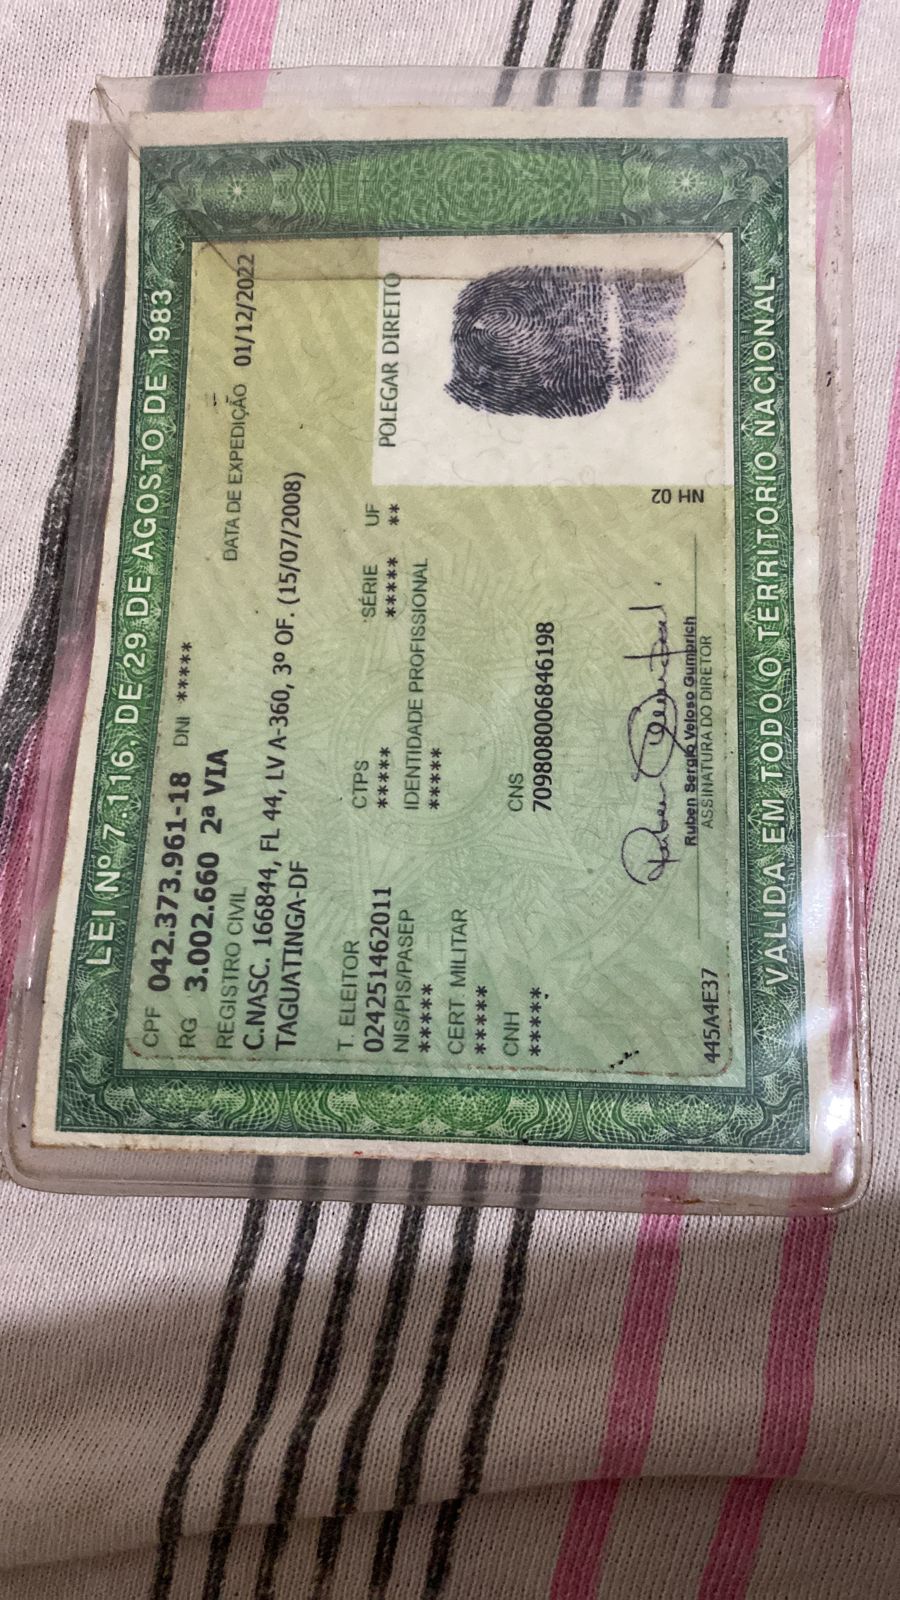 LEI Nº 7.116, DE 29 DE AGOSTO DE 1983
CPF 042.373.961-18 DNI *****
RG 3.002.660 2ª VIA DATA DE EXPEDIÇÃO 01/12/2022
REGISTRO CIVIL
C.NASC. 166844, FL 44, LV A-360, 3º OF. (15/07/2008)
TAGUATINGA-DF
T. ELEITOR CTPS SÉRIE UF
024251462011 ***** ***** **
NIS/PIS/PASEP IDENTIDADE PROFISSIONAL
***** *****
CERT. MILITAR
*****
CNH CNS
***** 709808006846198
POLEGAR DIREITO
NH 02
Ruben Sergio Veloso Gumprich
ASSINATURA DO DIRETOR
445A4E37
VALIDA EM TODO O TERRITORIO NACIONAL